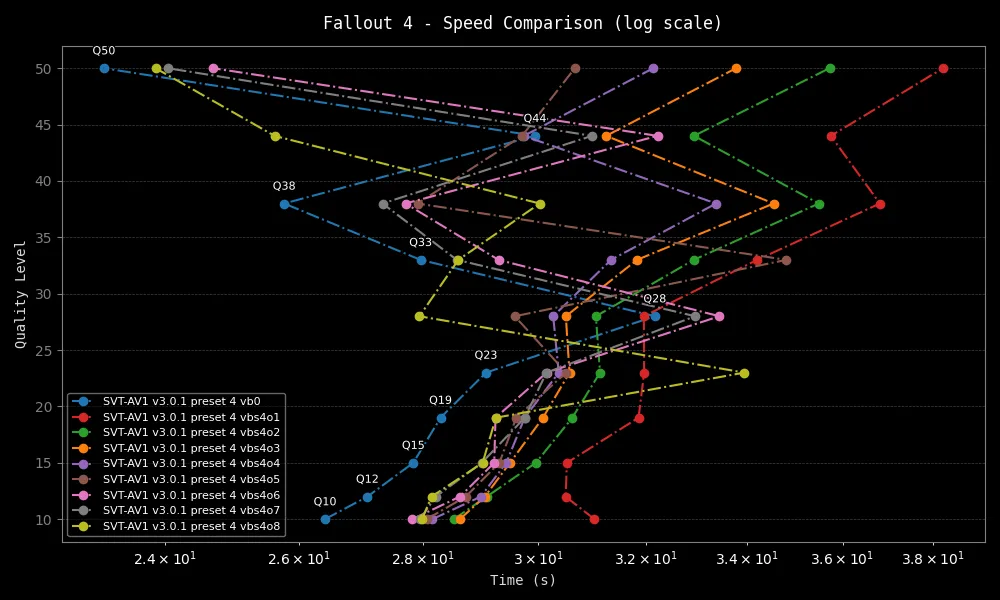 Fallout 4 - Speed Comparison (log scale)
Q50
50
Q44
45
40
Q38
35
Q33
30
Q28
25
Q23
20
Q19
15
Q15
Q12
10
Q10
Quality Level
SVT-AV1 v3.0.1 preset 4 vb0
SVT-AV1 v3.0.1 preset 4 vbs4o1
SVT-AV1 v3.0.1 preset 4 vbs4o2
SVT-AV1 v3.0.1 preset 4 vbs4o3
SVT-AV1 v3.0.1 preset 4 vbs4o4
SVT-AV1 v3.0.1 preset 4 vbs4o5
SVT-AV1 v3.0.1 preset 4 vbs4o6
SVT-AV1 v3.0.1 preset 4 vbs4o7
SVT-AV1 v3.0.1 preset 4 vbs4o8
2.4 × 10¹ 2.6 × 10¹ 2.8 × 10¹ 3 × 10¹ 3.2 × 10¹ 3.4 × 10¹ 3.6 × 10¹ 3.8 × 10¹
Time (s)